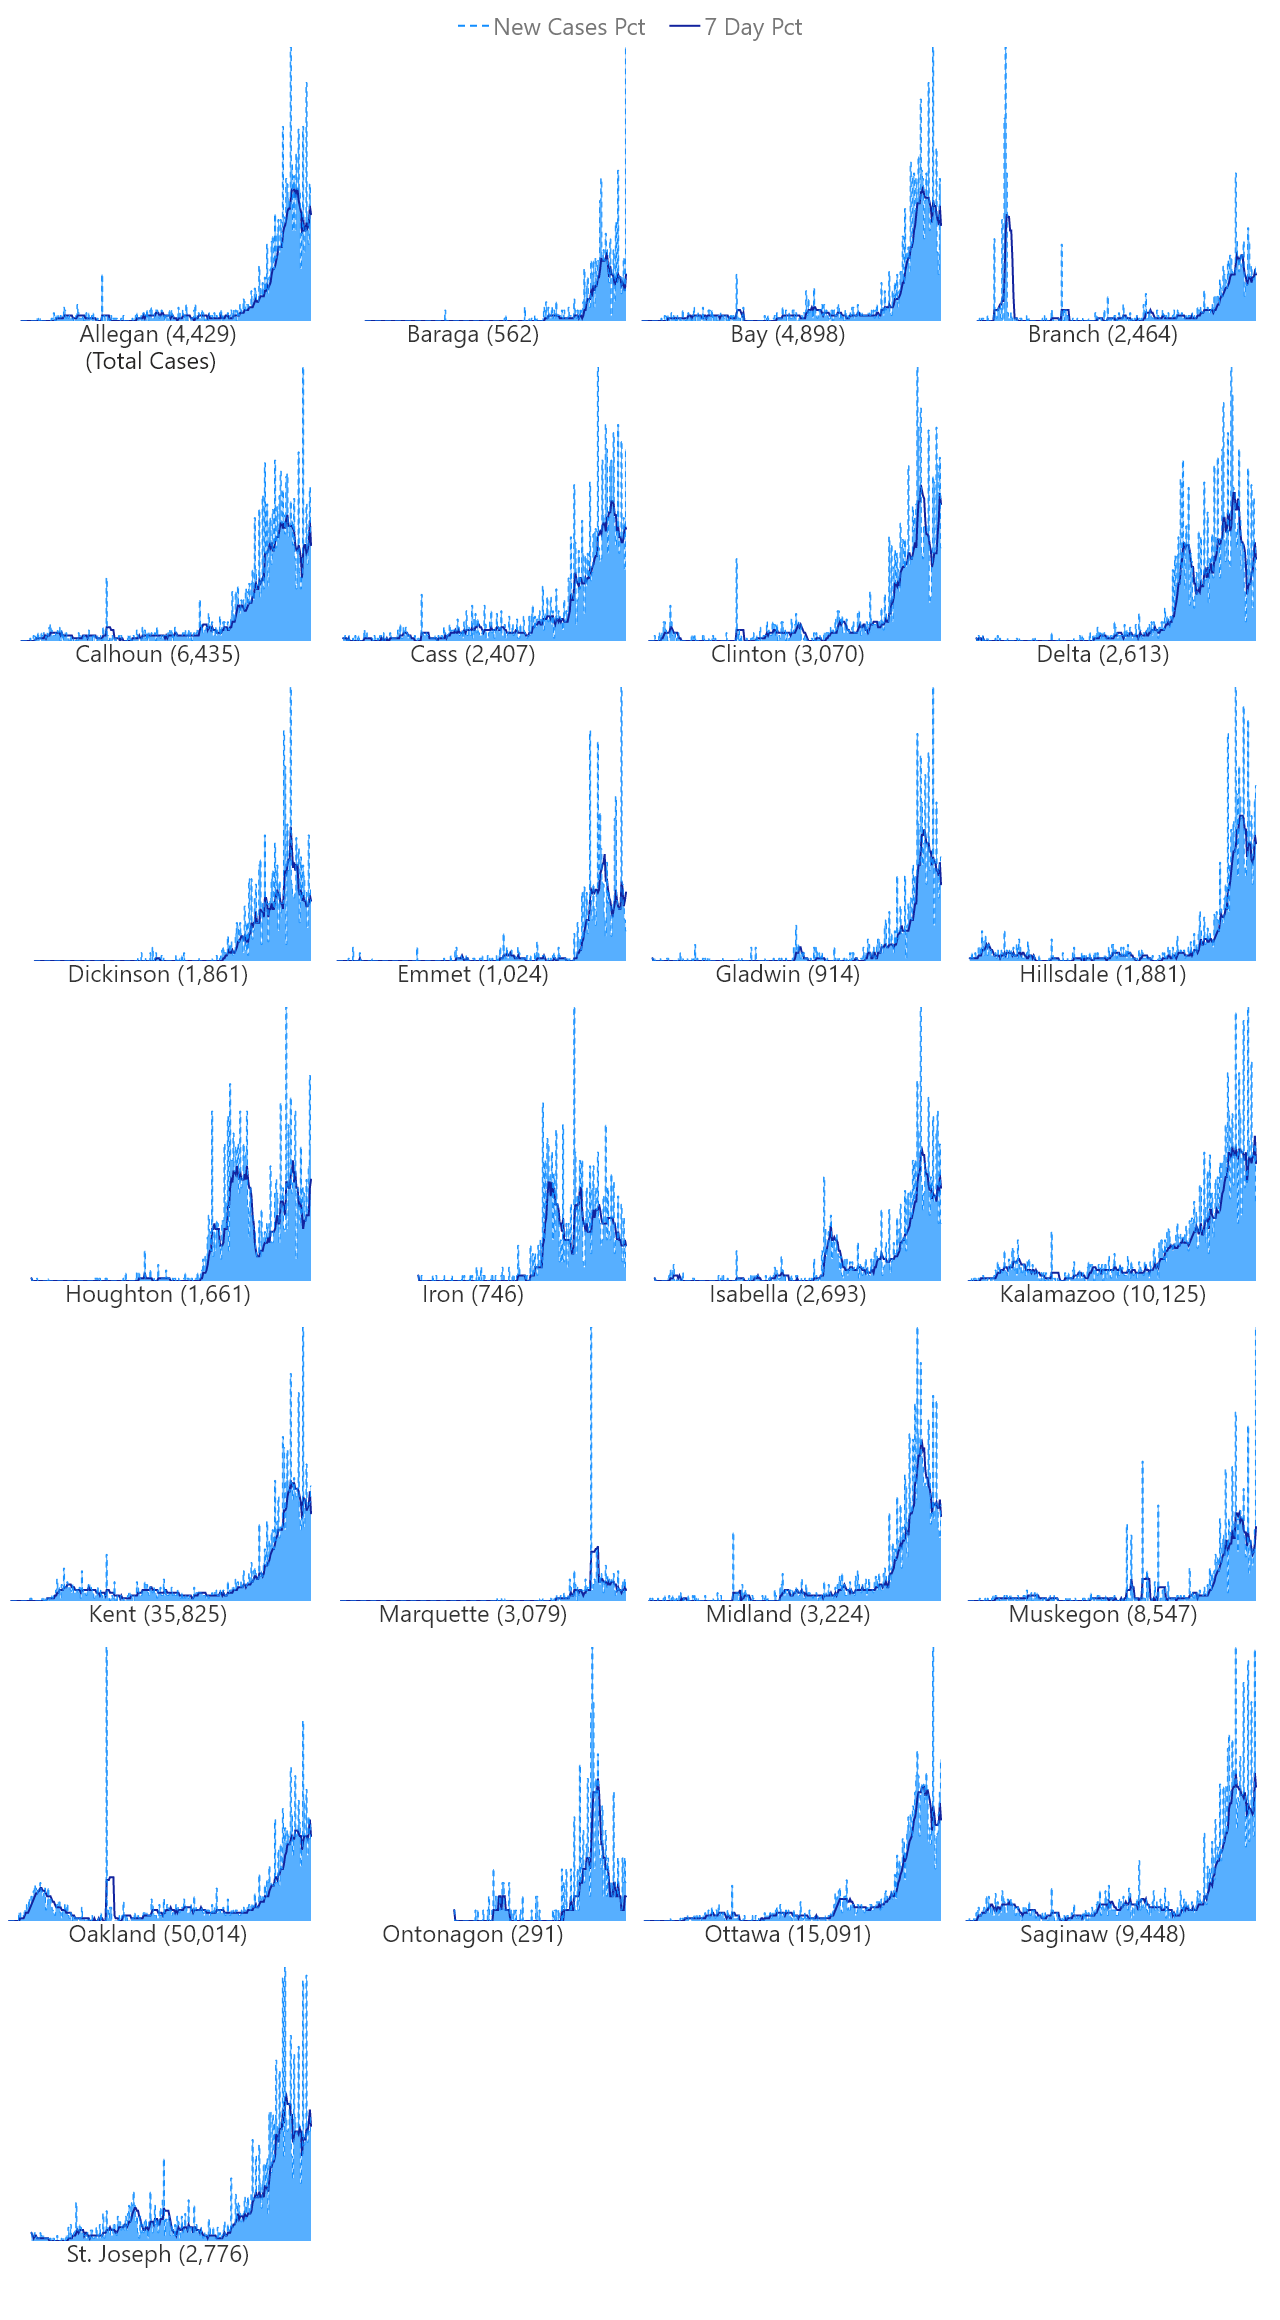 New Cases Pct 7 Day Pct
Allegan (4,429) Baraga (562) Bay (4,898) Branch (2,464)
(Total Cases)
Calhoun (6,435) Cass (2,407) Clinton (3,070) Delta (2,613)
Dickinson (1,861) Emmet (1,024) Gladwin (914) Hillsdale (1,881)
Houghton (1,661) Iron (746) Isabella (2,693) Kalamazoo (10,125)
Kent (35,825) Marquette (3,079) Midland (3,224) Muskegon (8,547)
Oakland (50,014) Ontonagon (291) Ottawa (15,091) Saginaw (9,448)
St. Joseph (2,776)